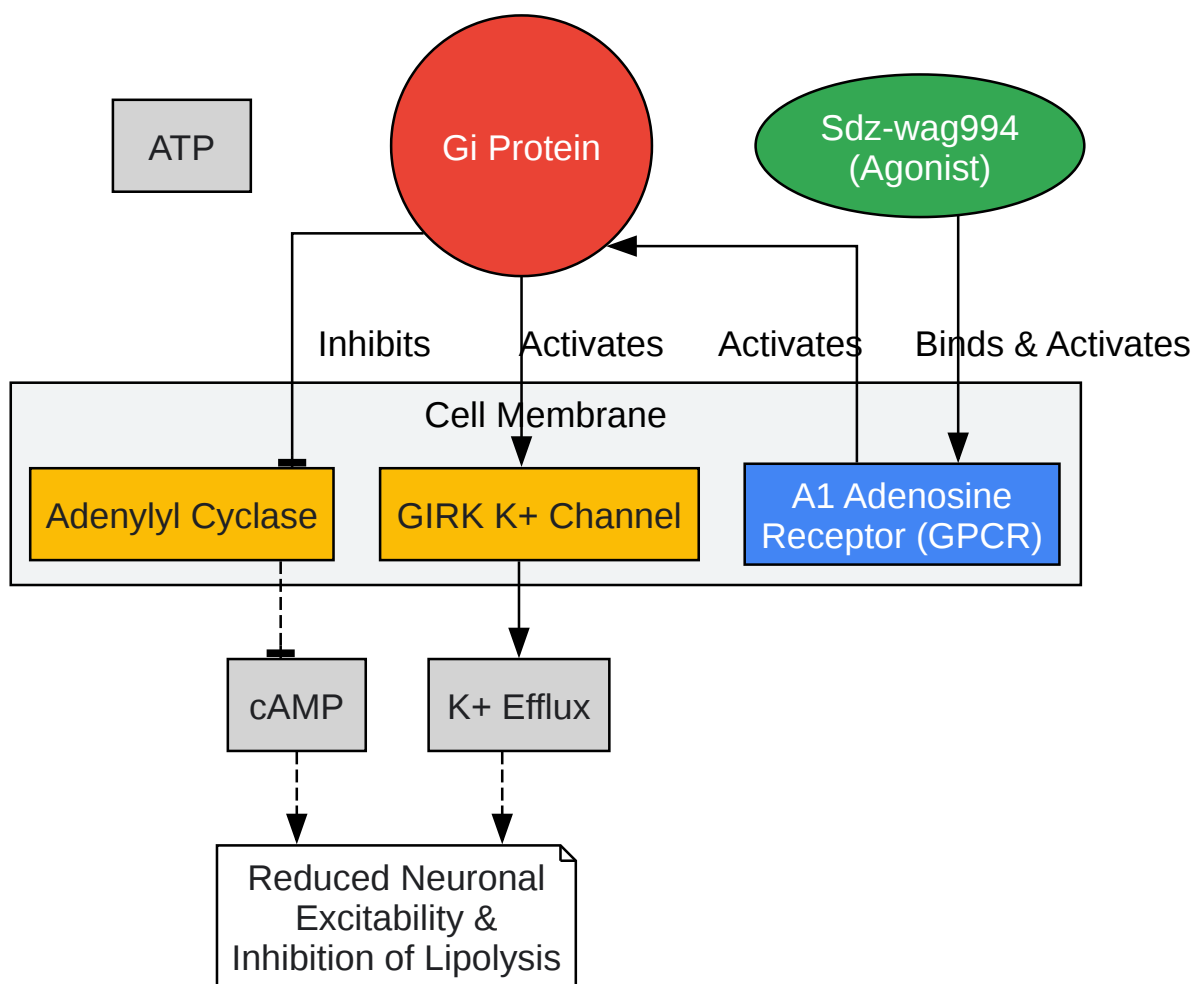 ATP
Gi Protein
Sdz-wag994
(Agonist)
Inhibits
Activates
Activates
Binds & Activates
Cell Membrane
Adenylyl Cyclase
GIRK K+ Channel
A1 Adenosine
Receptor (GPCR)
cAMP
K+ Efflux
Reduced Neuronal
Excitability &
Inhibition of Lipolysis